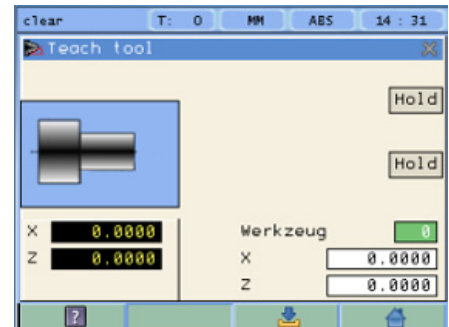 clear T: 0 MM ABS 14 : 31
Teach tool
Hold
Hold
X 0.0000 Werkzeug 0
Z 0.0000 X 0.0000
Z 0.0000
?